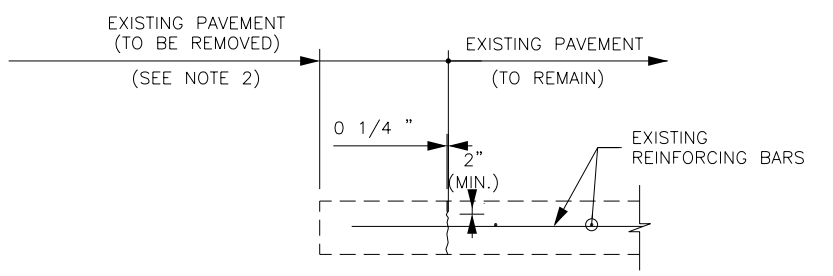 EXISTING PAVEMENT
(TO BE REMOVED)
(SEE NOTE 2)
EXISTING PAVEMENT
(TO REMAIN)
0 1/4 "
2"
(MIN.)
EXISTING
REINFORCING BARS